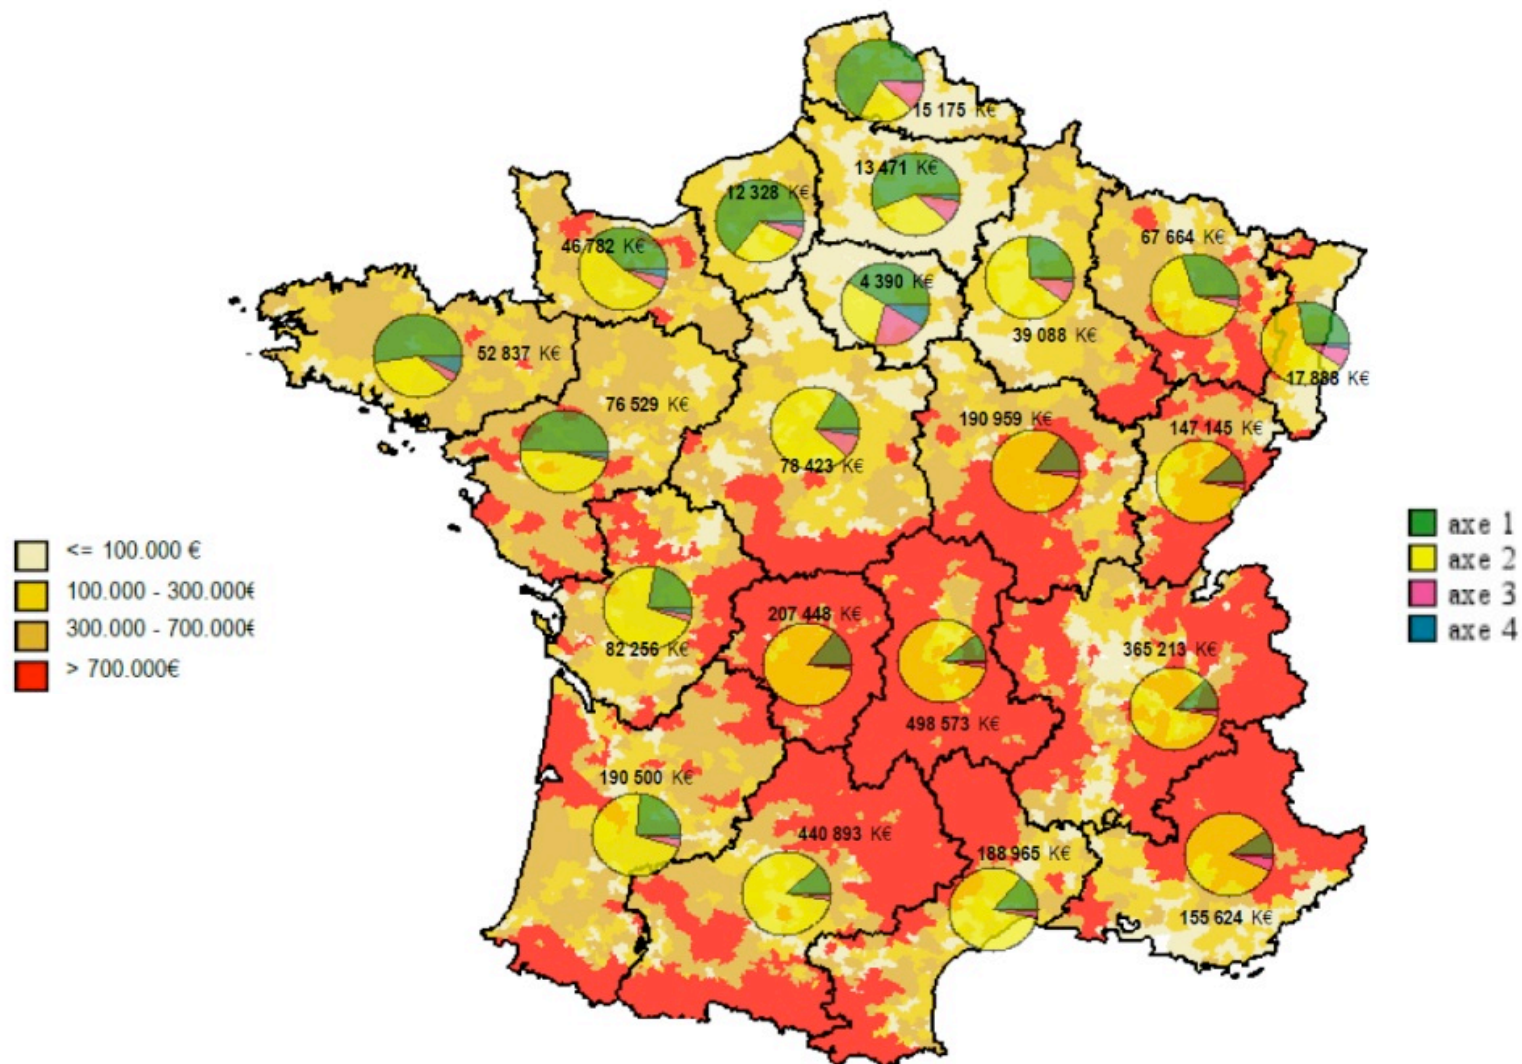 15 175 K€
13 471 K€
12 328 K€
46 782 K€
67 664 K€
4 390 K€
39 088 K€
52 837 K€
17 888 K€
76 529 K€
190 959 K€
147 145 K€
78 423 K€
<= 100.000 €
100.000 - 300.000€
300.000 - 700.000€
> 700.000€
axe 1
axe 2
axe 3
axe 4
207 448 K€
82 256 K€
365 213 K€
498 573 K€
190 500 K€
440 893 K€
188 965 K€
155 624 K€